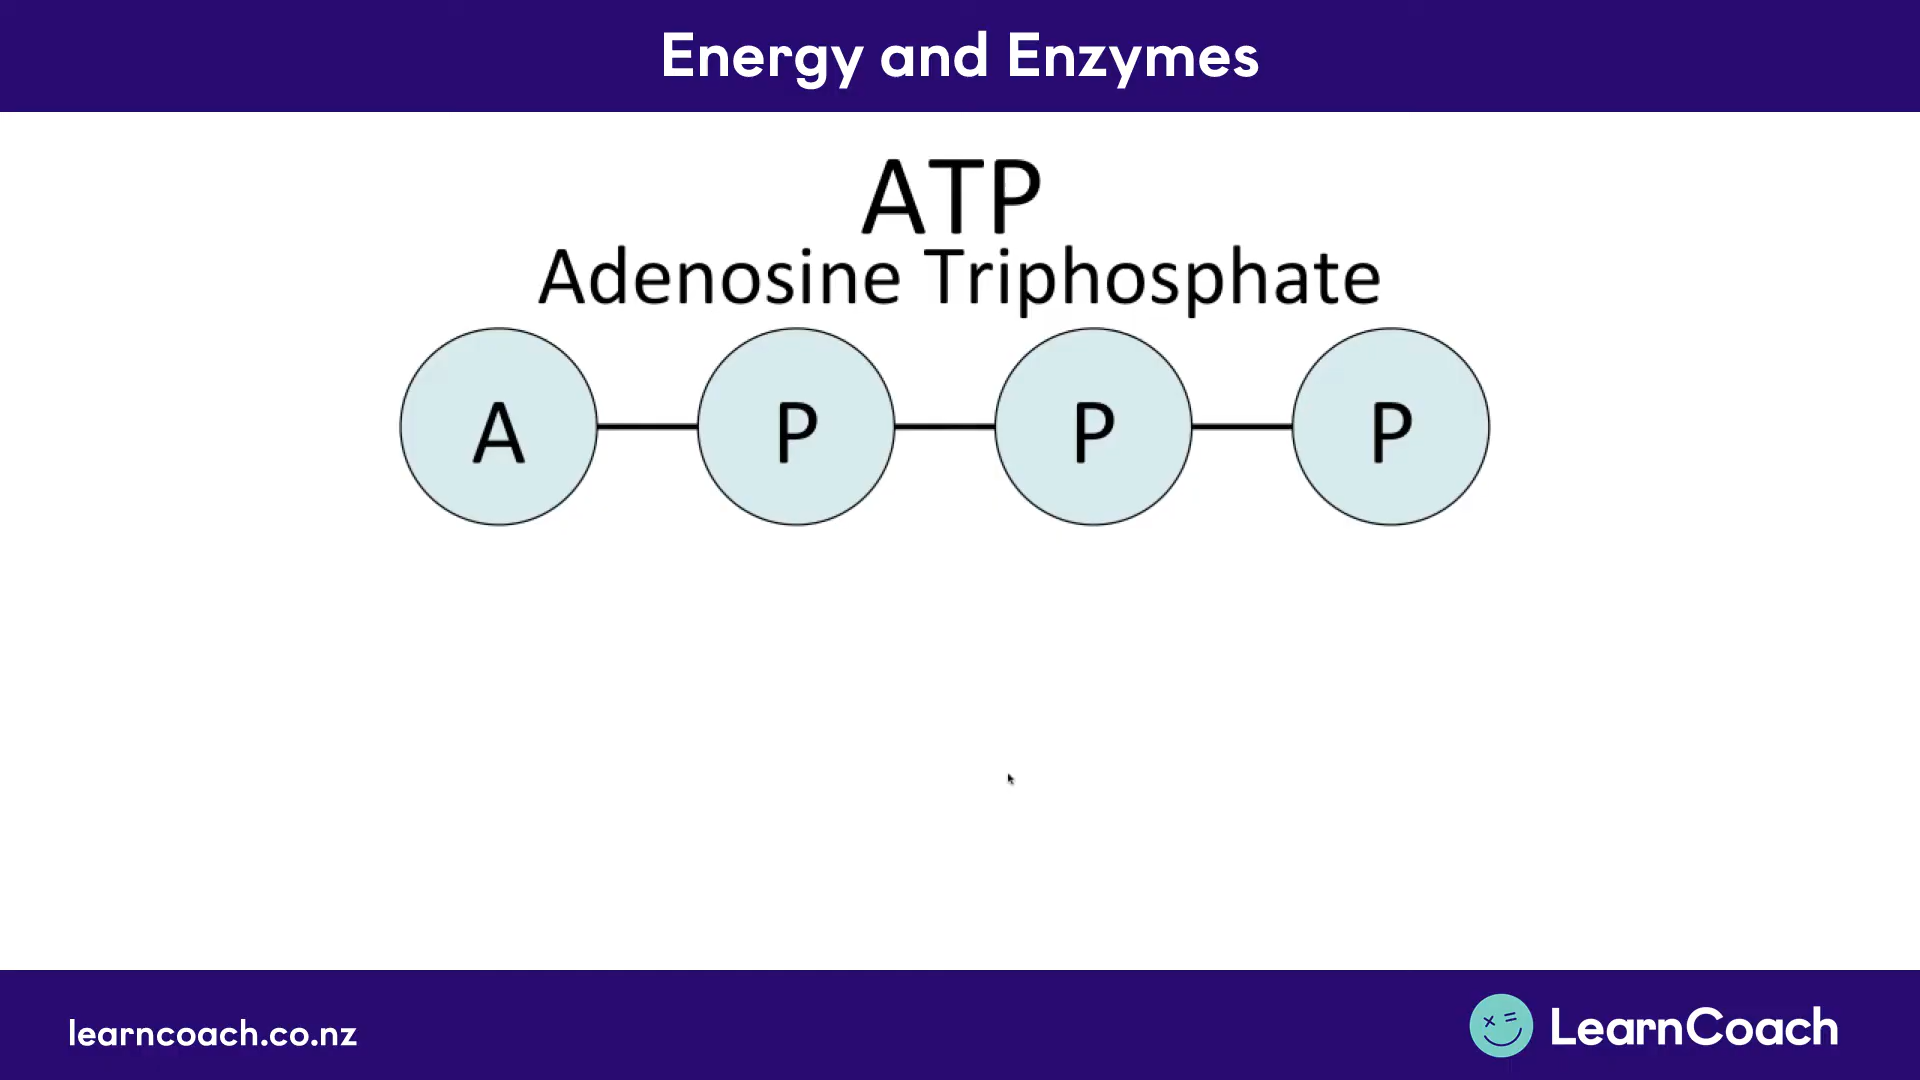 Energy and Enzymes
ATP
Adenosine Triphosphate
A P P P
learncoach.co.nz
LearnCoach